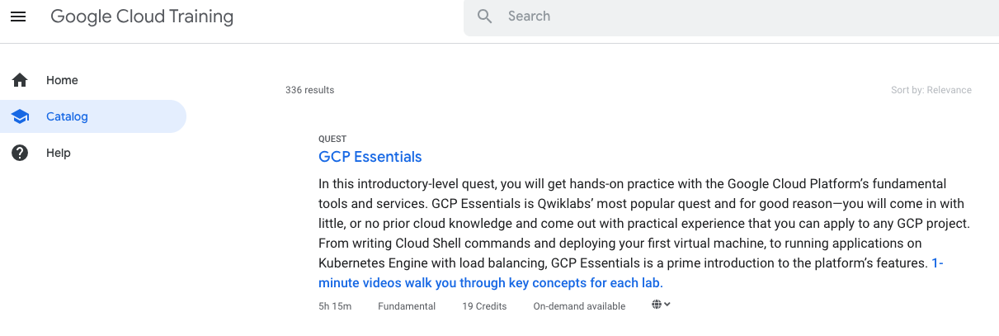 Google Cloud Training
Search
Home
Catalog
Help
336 results
Sort by: Relevance
QUEST
GCP Essentials
In this introductory-level quest, you will get hands-on practice with the Google Cloud Platform’s fundamental
tools and services. GCP Essentials is Qwiklabs’ most popular quest and for good reason—you will come in with
little, or no prior cloud knowledge and come out with practical experience that you can apply to any GCP project.
From writing Cloud Shell commands and deploying your first virtual machine, to running applications on
Kubernetes Engine with load balancing, GCP Essentials is a prime introduction to the platform’s features. 1-
minute videos walk you through key concepts for each lab.
5h 15m Fundamental 19 Credits On-demand available